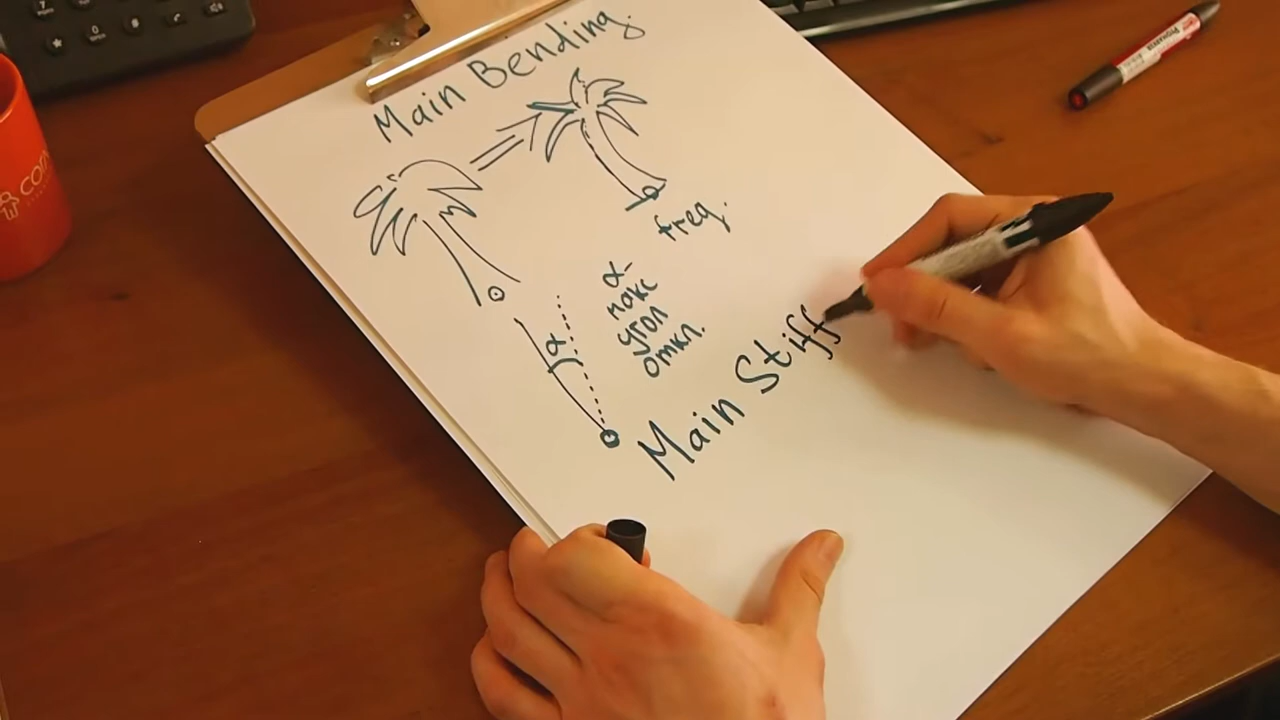 Main Bending.
freq.
α
α-
макс
угол
откл.
Main Stiff